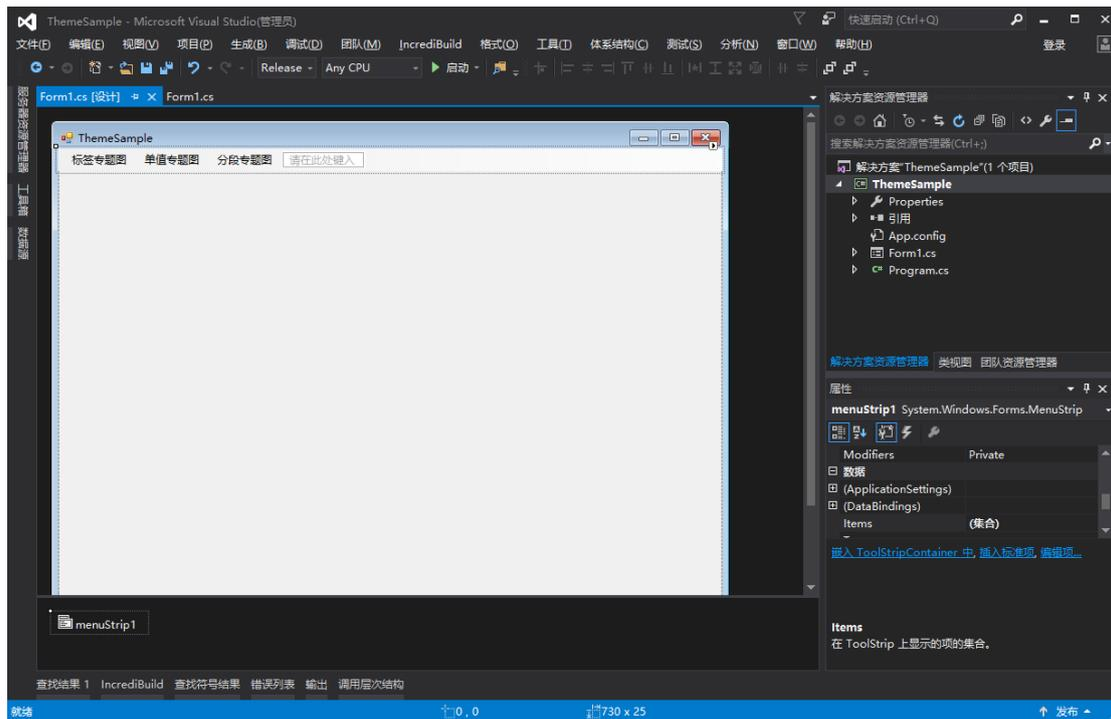 ThemeSample - Microsoft Visual Studio(管理员)
快速启动 (Ctrl+Q)
文件(F) 编辑(E) 视图(V) 项目(P) 生成(B) 调试(D) 团队(M) IncrediBuild 格式(O) 工具(T) 体系结构(C) 测试(S) 分析(N) 窗口(W) 帮助(H) 登录
Release Any CPU 启动
服务器资源管理器
工具箱
数据源
Form1.cs [设计] Form1.cs
ThemeSample
标签专题图 单值专题图 分段专题图 请在此处键入
menuStrip1
解决方案资源管理器
搜索解决方案资源管理器(Ctrl+;)
解决方案"ThemeSample"(1 个项目)
C# ThemeSample
Properties
引用
App.config
Form1.cs
C# Program.cs
解决方案资源管理器 类视图 团队资源管理器
属性
menuStrip1 System.Windows.Forms.MenuStrip
Modifiers Private
数据
(ApplicationSettings)
(DataBindings)
Items (集合)
嵌入 ToolStripContainer 中, 插入标准项, 编辑项...
Items
在 ToolStrip 上显示的项的集合。
查找结果 1 IncrediBuild 查找符号结果 错误列表 输出 调用层次结构
就绪 0 , 0 730 x 25 发布